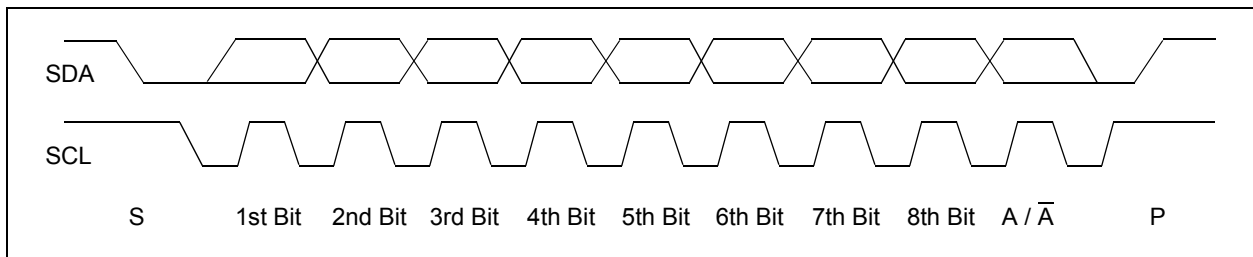 SDA
SCL
S 1st Bit 2nd Bit 3rd Bit 4th Bit 5th Bit 6th Bit 7th Bit 8th Bit A / A̅ P